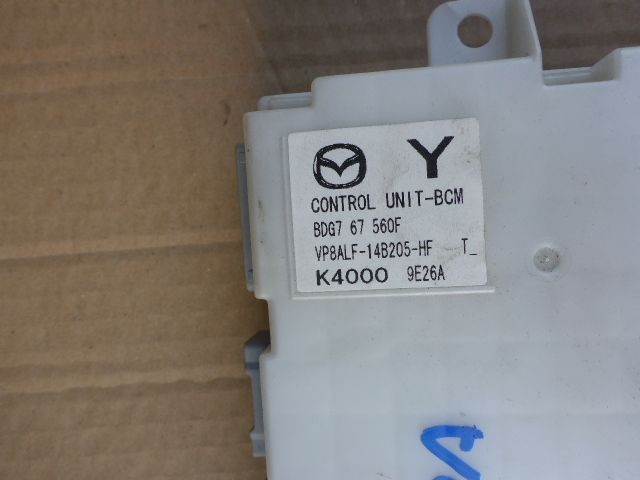 Y
CONTROL UNIT-BCM
BDG7 67 560F
VP8ALF-14B205-HF T_
K4000 9E26A